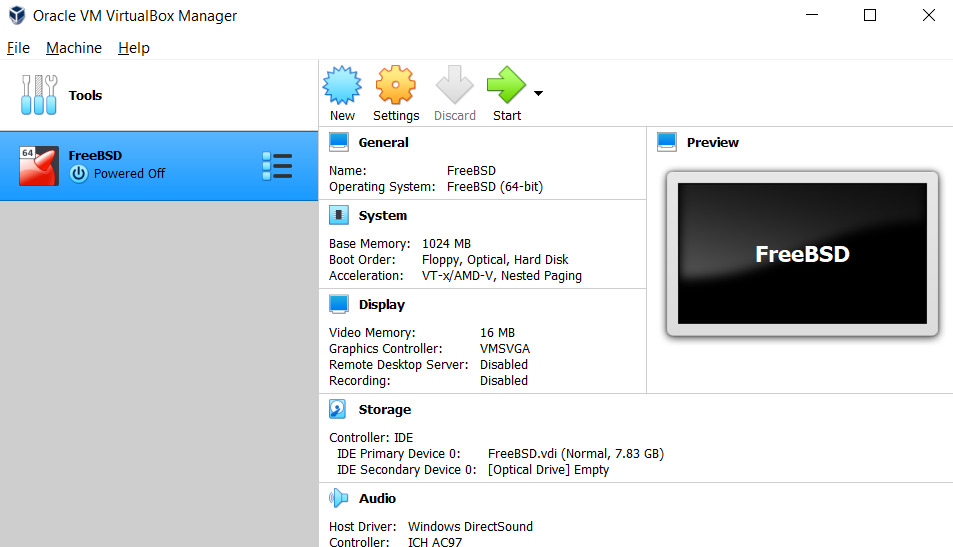 Oracle VM VirtualBox Manager
File Machine Help
Tools
64
FreeBSD
Powered Off
New Settings Discard Start
General
Name: FreeBSD
Operating System: FreeBSD (64-bit)
System
Base Memory: 1024 MB
Boot Order: Floppy, Optical, Hard Disk
Acceleration: VT-x/AMD-V, Nested Paging
Display
Video Memory: 16 MB
Graphics Controller: VMSVGA
Remote Desktop Server: Disabled
Recording: Disabled
Preview
FreeBSD
Storage
Controller: IDE
IDE Primary Device 0: FreeBSD.vdi (Normal, 7.83 GB)
IDE Secondary Device 0: [Optical Drive] Empty
Audio
Host Driver: Windows DirectSound
Controller: ICH AC97